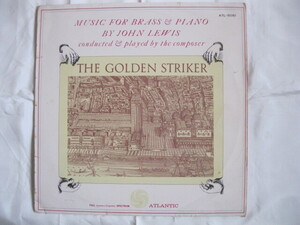 MUSIC FOR BRASS & PIANO
BY JOHN LEWIS
conducted & played by the composer
THE GOLDEN STRIKER
ATLANTIC